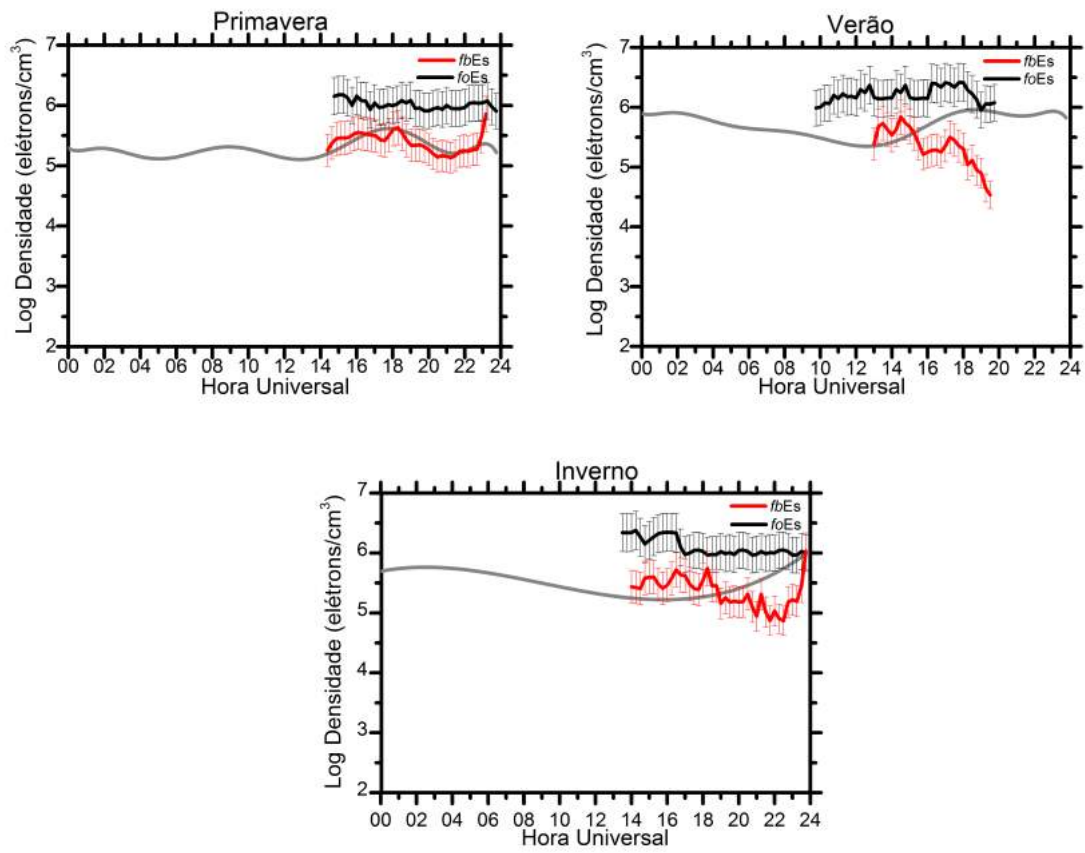 Primavera
Log Densidade (elétrons/cm³)
7
6
5
4
3
2
fbEs
foEs
00 02 04 06 08 10 12 14 16 18 20 22 24
Hora Universal
Verão
Log Densidade (elétrons/cm³)
7
6
5
4
3
2
fbEs
foEs
00 02 04 06 08 10 12 14 16 18 20 22 24
Hora Universal
Inverno
Log Densidade (elétrons/cm³)
7
6
5
4
3
2
fbEs
foEs
00 02 04 06 08 10 12 14 16 18 20 22 24
Hora Universal